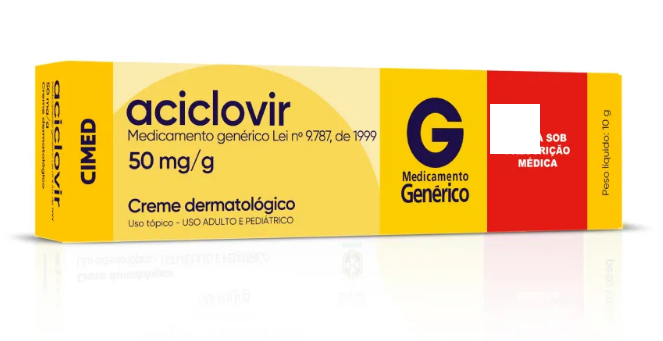 aciclovir
50 mg/g
Creme dermatológico
CIMED
aciclovir
Medicamento genérico Lei nº 9.787, de 1999
50 mg/g
Creme dermatológico
Uso tópico - USO ADULTO E PEDIÁTRICO
G
Medicamento
Genérico
SOB
MÉDICA
Peso líquido: 10 g